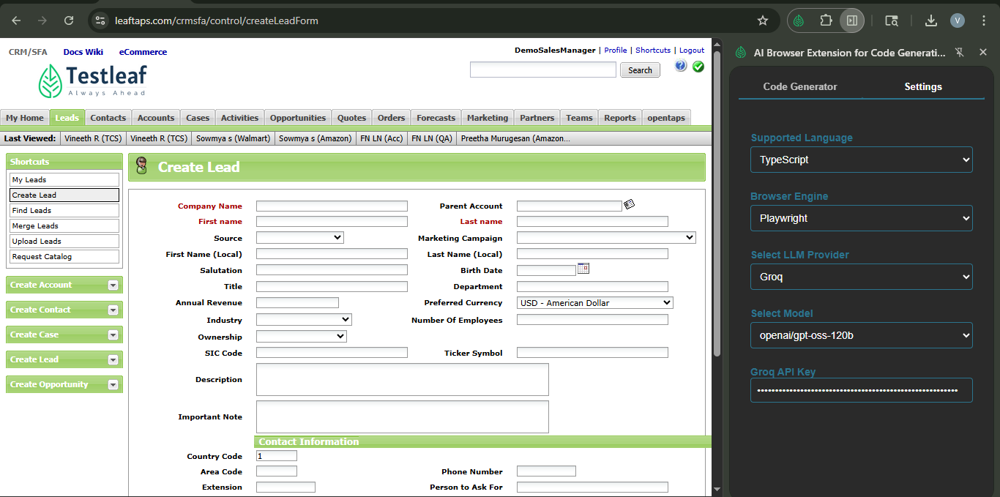 leaftaps.com/crmsfa/control/createLeadForm
V
CRM/SFA Docs Wiki eCommerce
DemoSalesManager | Profile | Shortcuts | Logout
Search
?
Testleaf
Always Ahead
My Home Leads Contacts Accounts Cases Activities Opportunities Quotes Orders Forecasts Marketing Partners Teams Reports opentaps
Last Viewed: Vineeth R (TCS) Vineeth R (TCS) Sowmya s (Walmart) Sowmya s (Amazon) FN LN (Acc) FN LN (QA) Preetha Murugesan (Amazon...
Shortcuts
My Leads
Create Lead
Find Leads
Merge Leads
Upload Leads
Request Catalog
Create Account
Create Contact
Create Case
Create Lead
Create Opportunity
Create Lead
Company Name Parent Account
First name Last name
Source Marketing Campaign
First Name (Local) Last Name (Local)
Salutation Birth Date
Title Department
Annual Revenue Preferred Currency USD - American Dollar
Industry Number Of Employees
Ownership
SIC Code Ticker Symbol
Description
Important Note
Contact Information
Country Code 1
Area Code Phone Number
Extension Person to Ask For
AI Browser Extension for Code Generati...
Code Generator Settings
Supported Language
TypeScript
Browser Engine
Playwright
Select LLM Provider
Groq
Select Model
openai/gpt-oss-120b
Groq API Key